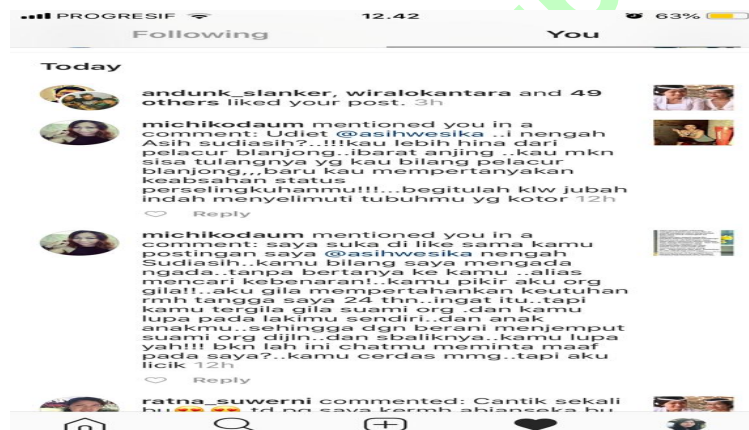 PROGRESIF 12.42 63%
Following You
Today
andunk_slanker, wiralokantara and 49
others liked your post. 3h
michikodaum mentioned you in a
comment: Udiet @asihwesika ..i nengah
Asih sudiasih?..!!!kau lebih hina dari
pelacur blanjong..ibarat anjing ..kau mkn
sisa tulangnya yg kau bilang pelacur
blanjong,,,baru kau mempertanyakan
keabsahan status
perselingkuhanmu!!!...begitulah klw jubah
indah menyelimuti tubuhmu yg kotor 12h
Reply
michikodaum mentioned you in a
comment: saya suka di like sama kamu
postingan saya @asihwesika nengah
Sudiasih..kamu bilang saya mengada
ngada..tanpa bertanya ke kamu ..alias
mencari kebenaran!..kamu pikir aku org
gila!!..aku gila mempertahankan keutuhan
rmh tangga saya 24 thn..ingat itu..tapi
kamu tergila gila suami org .dan kamu
lupa pada lakimu sendiri..dan anak
anakmu..sehingga dgn berani menjemput
suami org dijln..dan sbaliknya..kamu lupa
yah!!! bkn lah ini chatmu meminta maaf
pada saya?..kamu cerdas mmg..tapi aku
licik 12h
Reply
ratna_suwerni commented: Cantik sekali